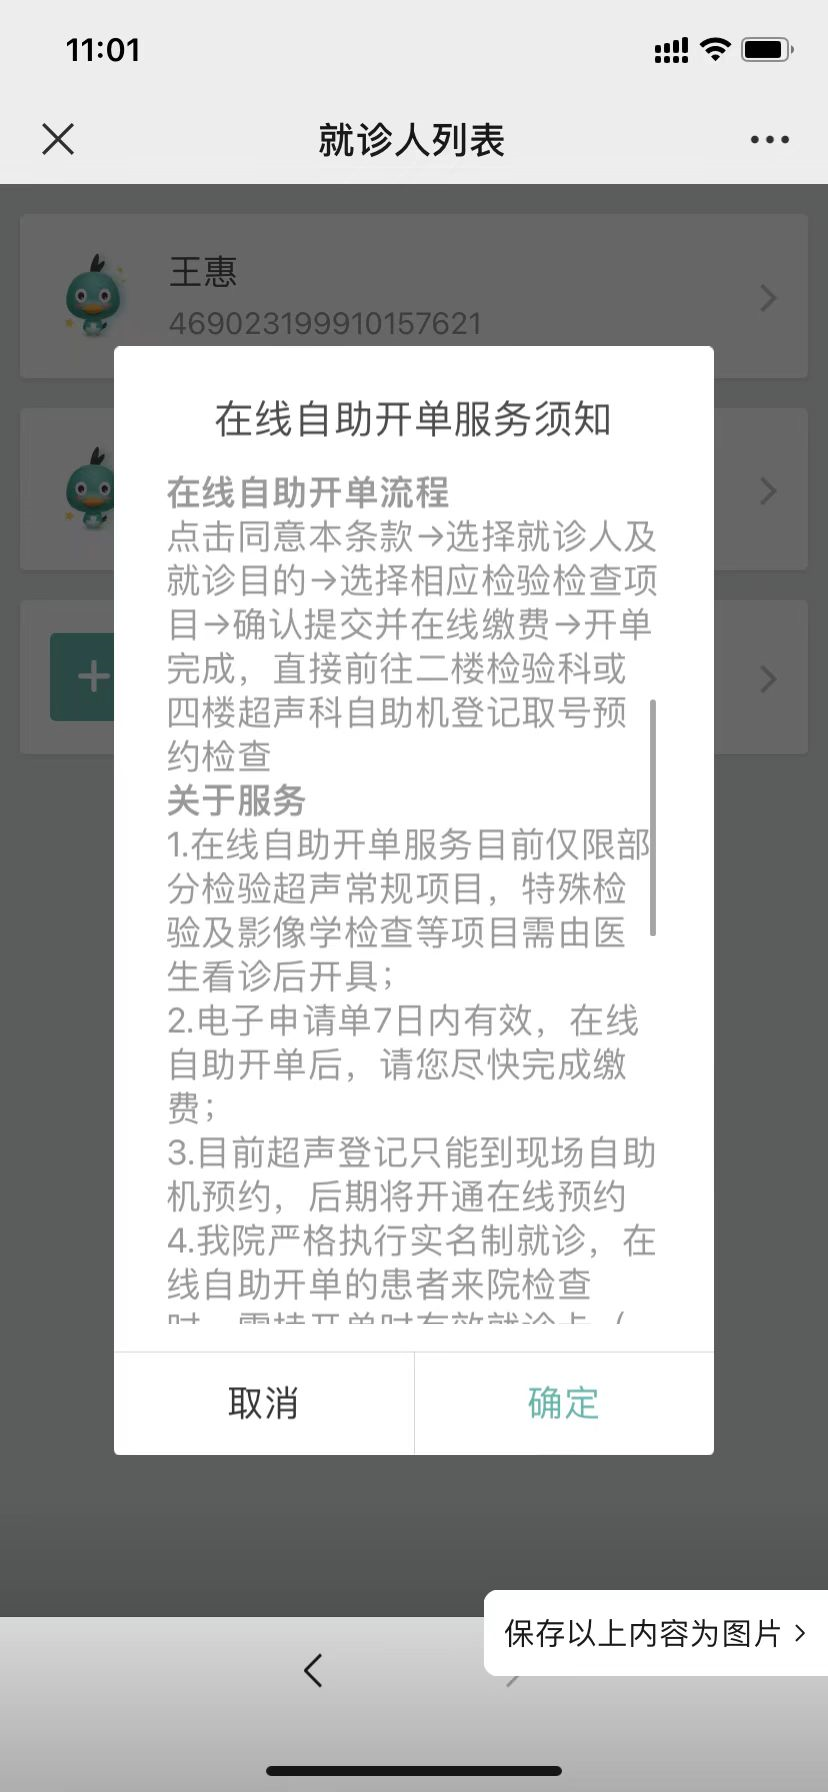 11:01
就诊人列表
王惠
469023199910157621
在线自助开单服务须知
在线自助开单流程
点击同意本条款→选择就诊人及
就诊目的→选择相应检验检查项
目→确认提交并在线缴费→开单
完成，直接前往二楼检验科或
四楼超声科自助机登记取号预
约检查
关于服务
1.在线自助开单服务目前仅限部
分检验超声常规项目，特殊检
验及影像学检查等项目需由医
生看诊后开具；
2.电子申请单7日内有效，在线
自助开单后，请您尽快完成缴
费；
3.目前超声登记只能到现场自助
机预约，后期将开通在线预约
4.我院严格执行实名制就诊，在
线自助开单的患者来院检查
时，需持开单时有效就诊卡（
取消
确定
保存以上内容为图片